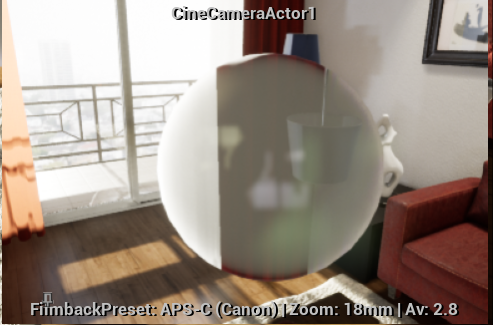 CineCameraActor1
FilmbackPreset: APS-C (Canon) | Zoom: 18mm | Av: 2.8